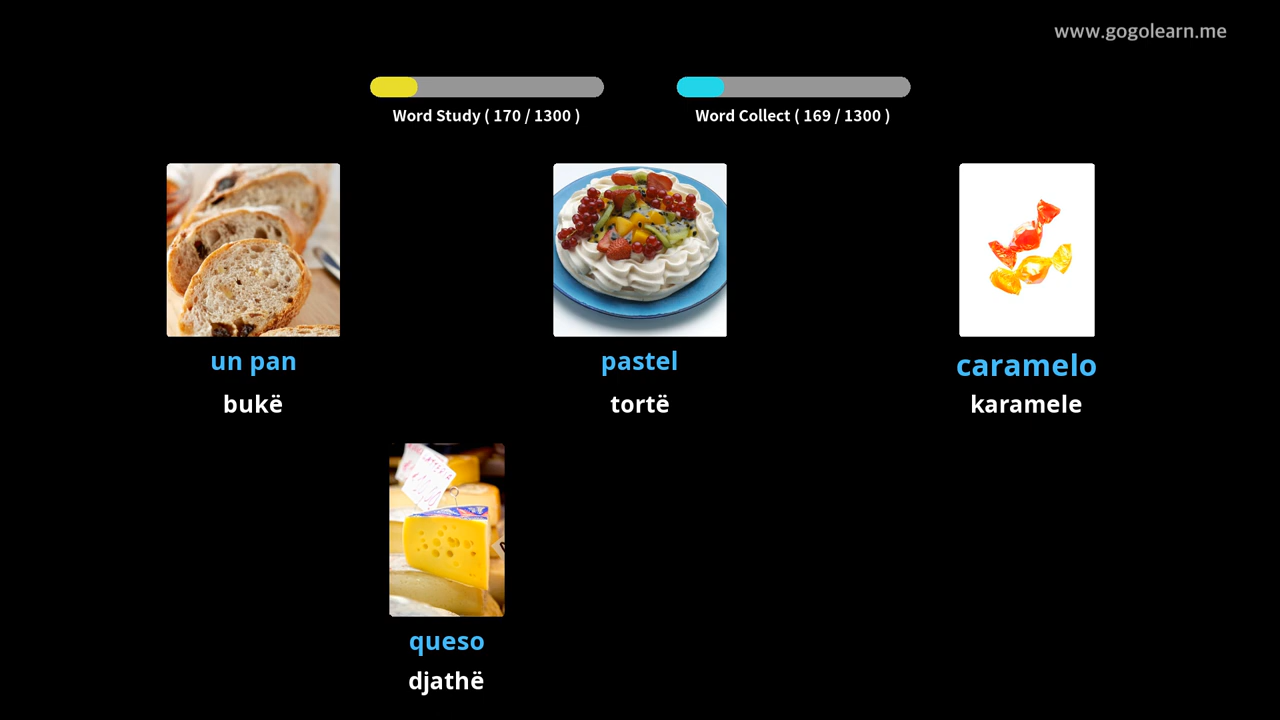 www.gogolearn.me
Word Study ( 170 / 1300 )
Word Collect ( 169 / 1300 )
un pan
pastel
caramelo
bukë
tortë
karamele
queso
djathë